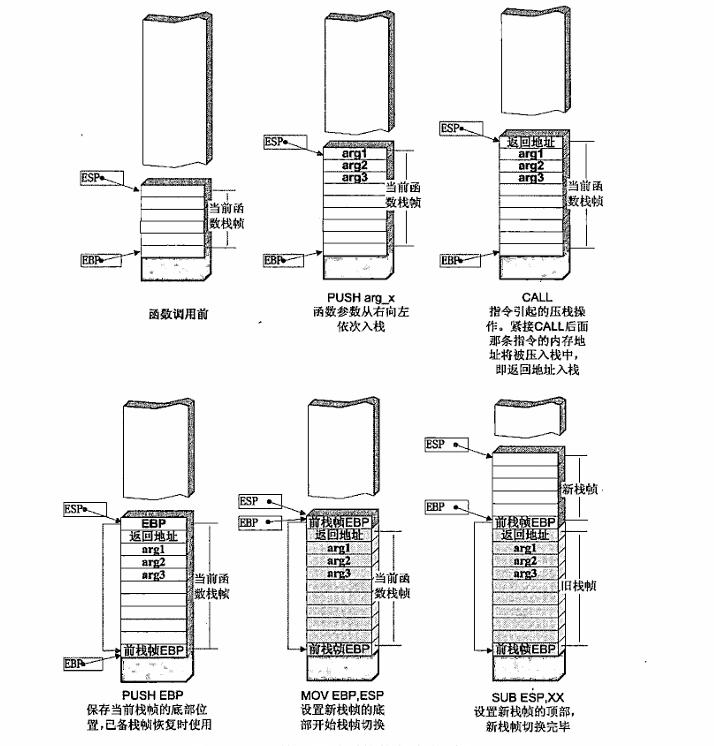 ESP
当前函
数栈帧
EBP
函数调用前
ESP
arg1
arg2
arg3
当前函
数栈帧
EBP
PUSH arg_x
函数参数从右向左
依次入栈
ESP
返回地址
arg1
arg2
arg3
当前函
数栈帧
EBP
CALL
指令引起的压栈操
作。紧接CALL后面
那条指令的内存地
址将被压入栈中，
即返回地址入栈
ESP
EBP
返回地址
arg1
arg2
arg3
当前函
数栈帧
前栈帧EBP
EBP
PUSH EBP
保存当前栈帧的底部位
置,已备栈帧恢复时使用
ESP
EBP
前栈帧EBP
返回地址
arg1
arg2
arg3
当前函
数栈帧
前栈帧EBP
MOV EBP,ESP
设置新栈帧的底
部开始栈帧切换
ESP
新栈帧
EBP
前栈帧EBP
返回地址
arg1
arg2
arg3
旧栈帧
前栈帧EBP
SUB ESP,XX
设置新栈帧的顶部，
新栈帧切换完毕